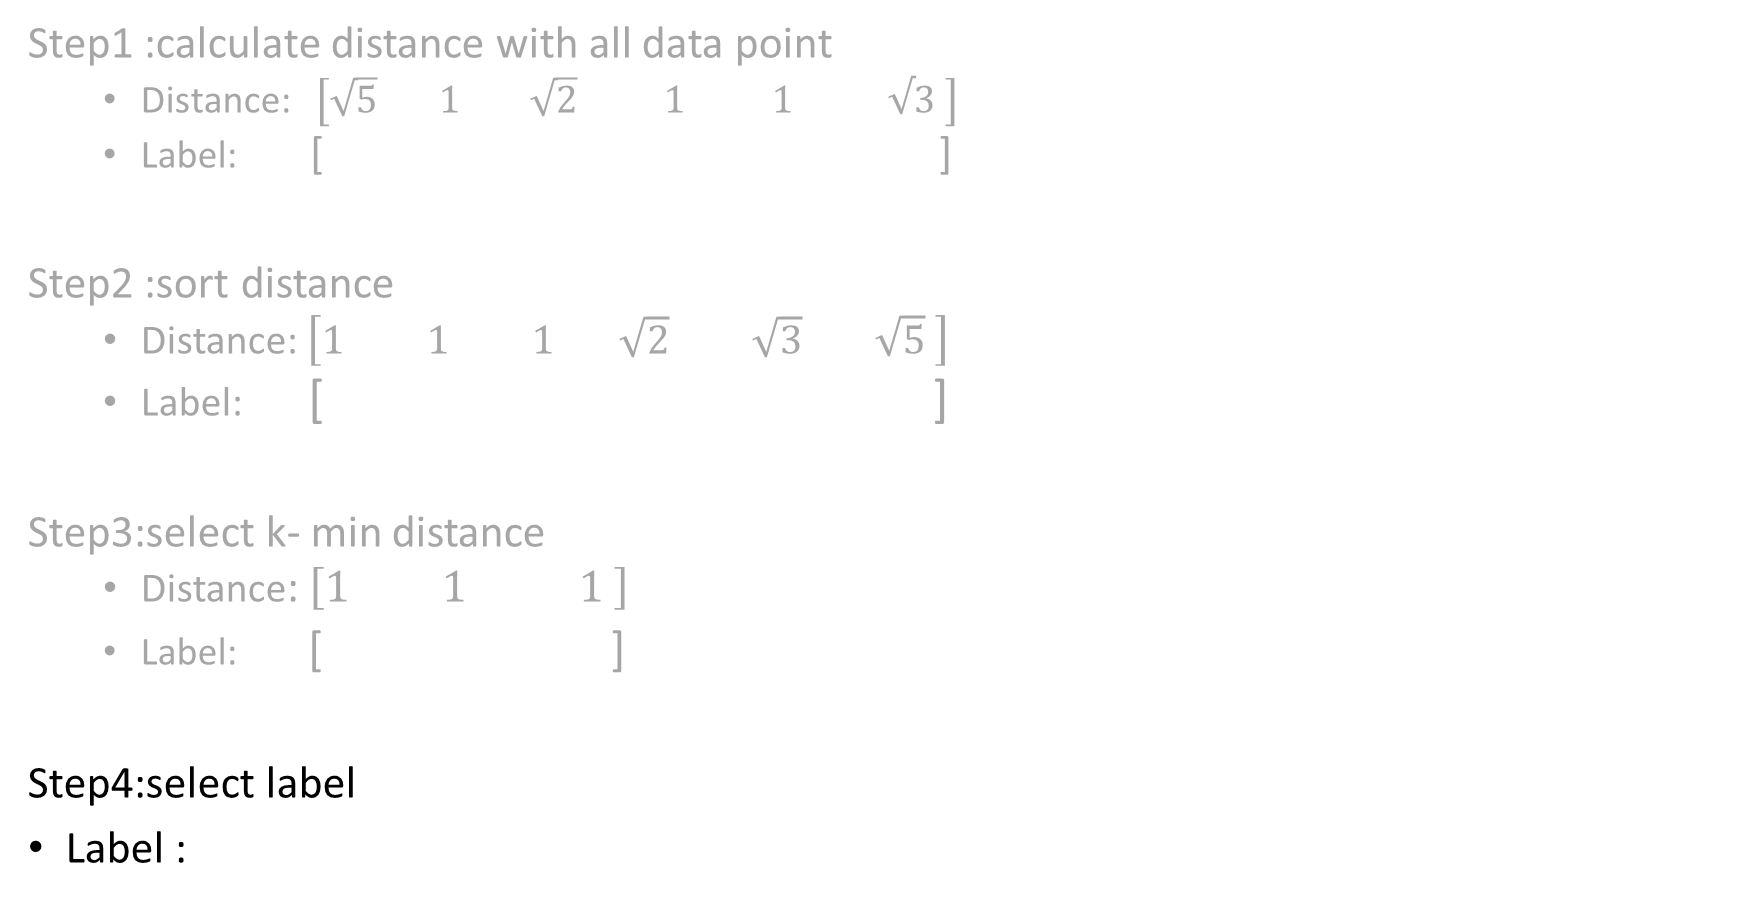 Step1 :calculate distance with all data point
• Distance: [√5 1 √2 1 1 √3 ]
• Label: [ ]
Step2 :sort distance
• Distance: [1 1 1 √2 √3 √5 ]
• Label: [ ]
Step3:select k- min distance
• Distance: [1 1 1 ]
• Label: [ ]
Step4:select label
• Label :